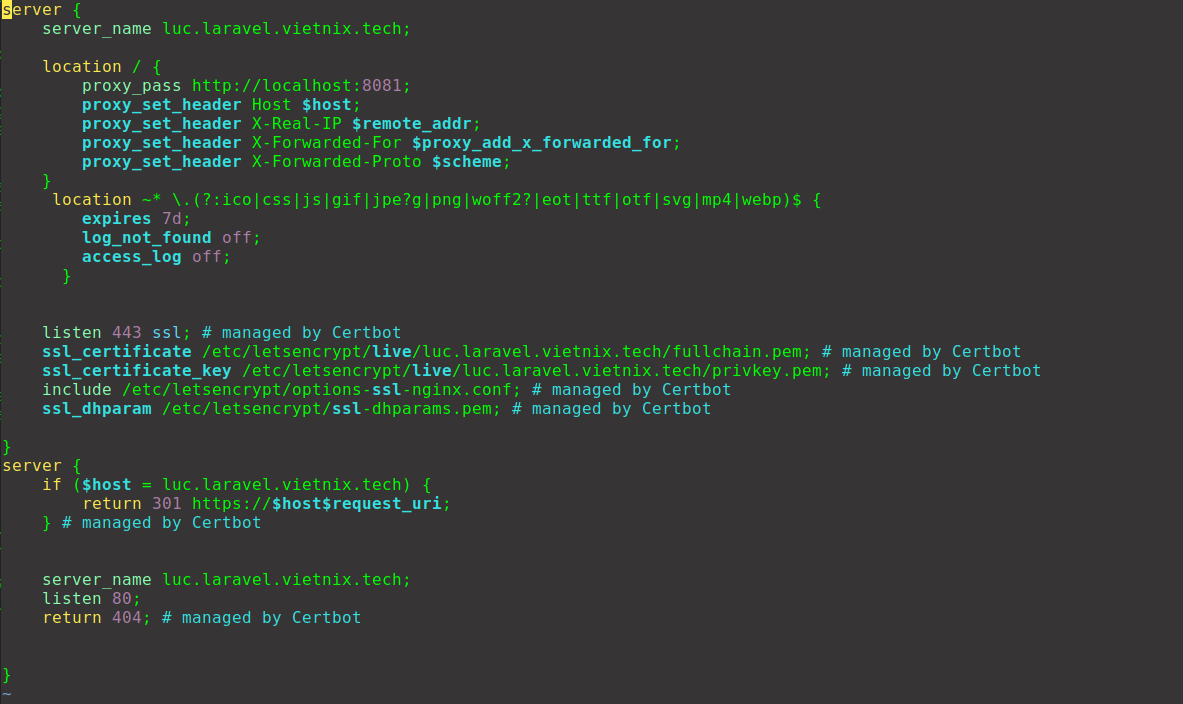 server {
    server_name luc.laravel.vietnix.tech;
    location / {
        proxy_pass http://localhost:8081;
        proxy_set_header Host $host;
        proxy_set_header X-Real-IP $remote_addr;
        proxy_set_header X-Forwarded-For $proxy_add_x_forwarded_for;
        proxy_set_header X-Forwarded-Proto $scheme;
    }
     location ~* \.(?:ico|css|js|gif|jpe?g|png|woff2?|eot|ttf|otf|svg|mp4|webp)$ {
        expires 7d;
        log_not_found off;
        access_log off;
      }
    listen 443 ssl; # managed by Certbot
    ssl_certificate /etc/letsencrypt/live/luc.laravel.vietnix.tech/fullchain.pem; # managed by Certbot
    ssl_certificate_key /etc/letsencrypt/live/luc.laravel.vietnix.tech/privkey.pem; # managed by Certbot
    include /etc/letsencrypt/options-ssl-nginx.conf; # managed by Certbot
    ssl_dhparam /etc/letsencrypt/ssl-dhparams.pem; # managed by Certbot
}
server {
    if ($host = luc.laravel.vietnix.tech) {
        return 301 https://$host$request_uri;
    } # managed by Certbot
    server_name luc.laravel.vietnix.tech;
    listen 80;
    return 404; # managed by Certbot
}
~